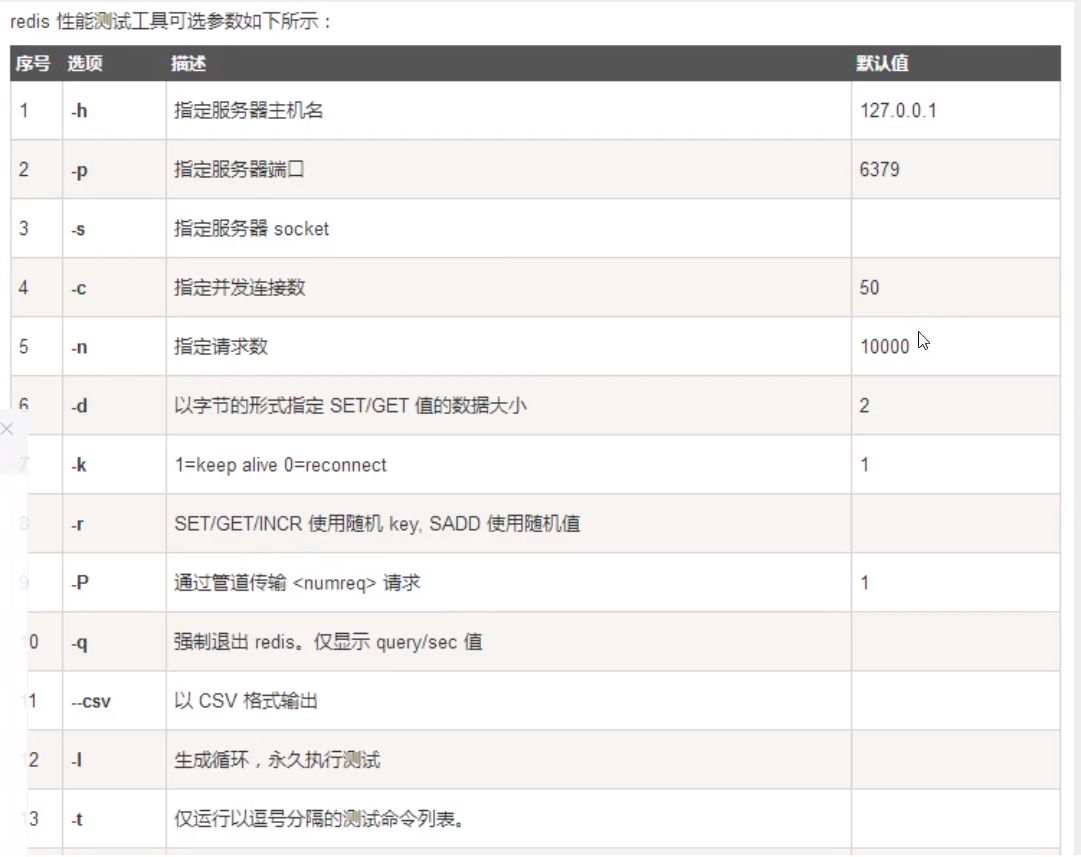 redis 性能测试工具可选参数如下所示：
序号 选项 描述 默认值
1 -h 指定服务器主机名 127.0.0.1
2 -p 指定服务器端口 6379
3 -s 指定服务器 socket
4 -c 指定并发连接数 50
5 -n 指定请求数 10000
6 -d 以字节的形式指定 SET/GET 值的数据大小 2
7 -k 1=keep alive 0=reconnect 1
8 -r SET/GET/INCR 使用随机 key, SADD 使用随机值
9 -P 通过管道传输 <numreq> 请求 1
10 -q 强制退出 redis。仅显示 query/sec 值
11 --csv 以 CSV 格式输出
12 -l 生成循环，永久执行测试
13 -t 仅运行以逗号分隔的测试命令列表。